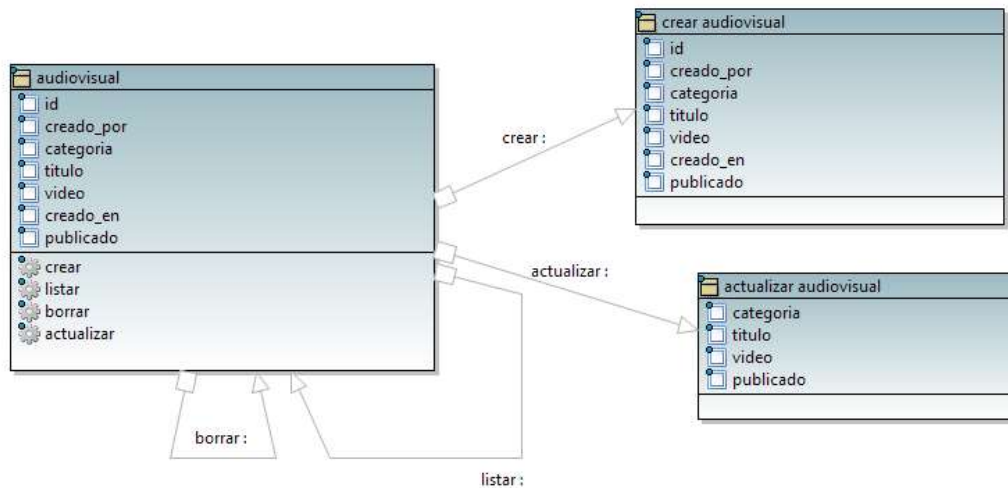 audiovisual
id
creado_por
categoria
titulo
video
creado_en
publicado
crear
listar
borrar
actualizar
crear :
crear audiovisual
id
creado_por
categoria
titulo
video
creado_en
publicado
actualizar :
actualizar audiovisual
categoria
titulo
video
publicado
borrar :
listar :